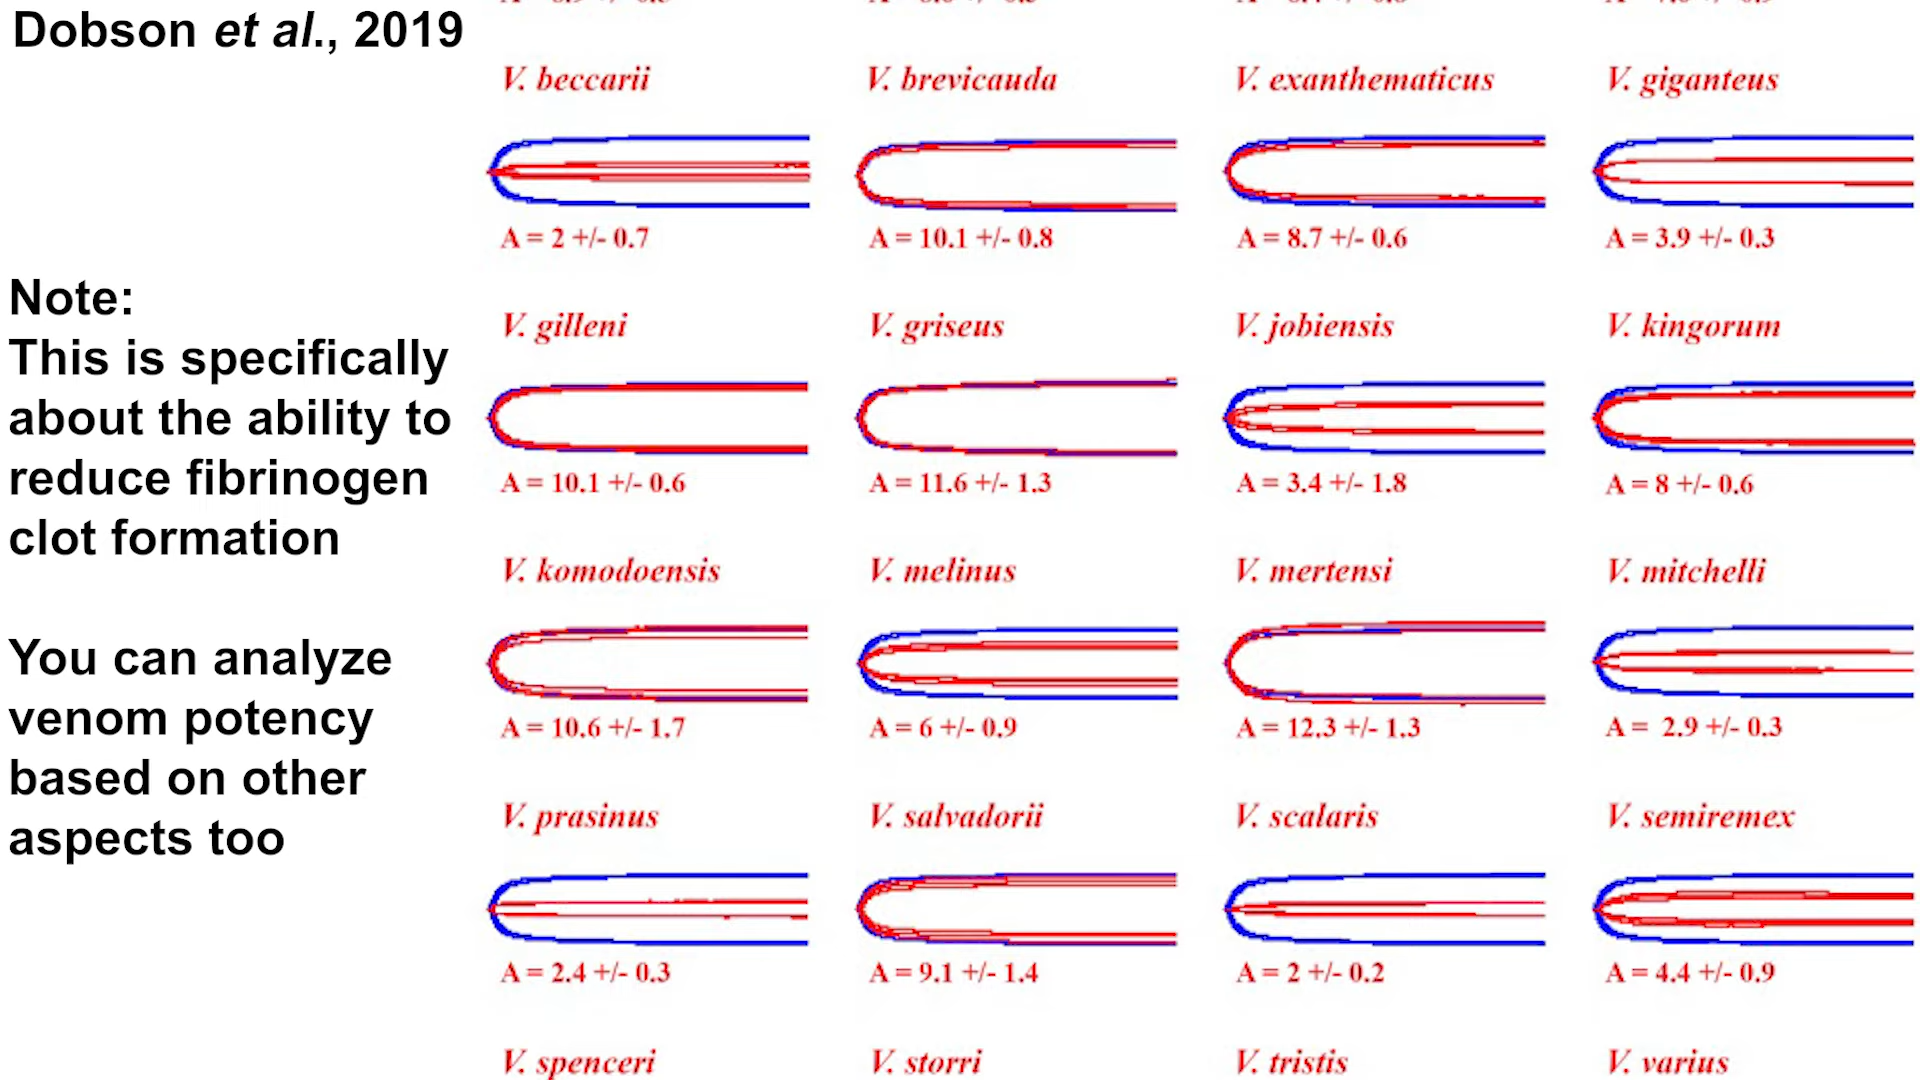 Dobson et al., 2019
Note:
This is specifically
about the ability to
reduce fibrinogen
clot formation
You can analyze
venom potency
based on other
aspects too
V. beccarii V. brevicauda V. exanthematicus V. giganteus
A = 2 +/- 0.7 A = 10.1 +/- 0.8 A = 8.7 +/- 0.6 A = 3.9 +/- 0.3
V. gilleni V. griseus V. jobiensis V. kingorum
A = 10.1 +/- 0.6 A = 11.6 +/- 1.3 A = 3.4 +/- 1.8 A = 8 +/- 0.6
V. komodoensis V. melinus V. mertensi V. mitchelli
A = 10.6 +/- 1.7 A = 6 +/- 0.9 A = 12.3 +/- 1.3 A = 2.9 +/- 0.3
V. prasinus V. salvadorii V. scalaris V. semiremex
A = 2.4 +/- 0.3 A = 9.1 +/- 1.4 A = 2 +/- 0.2 A = 4.4 +/- 0.9
V. spenceri V. storri V. tristis V. varius